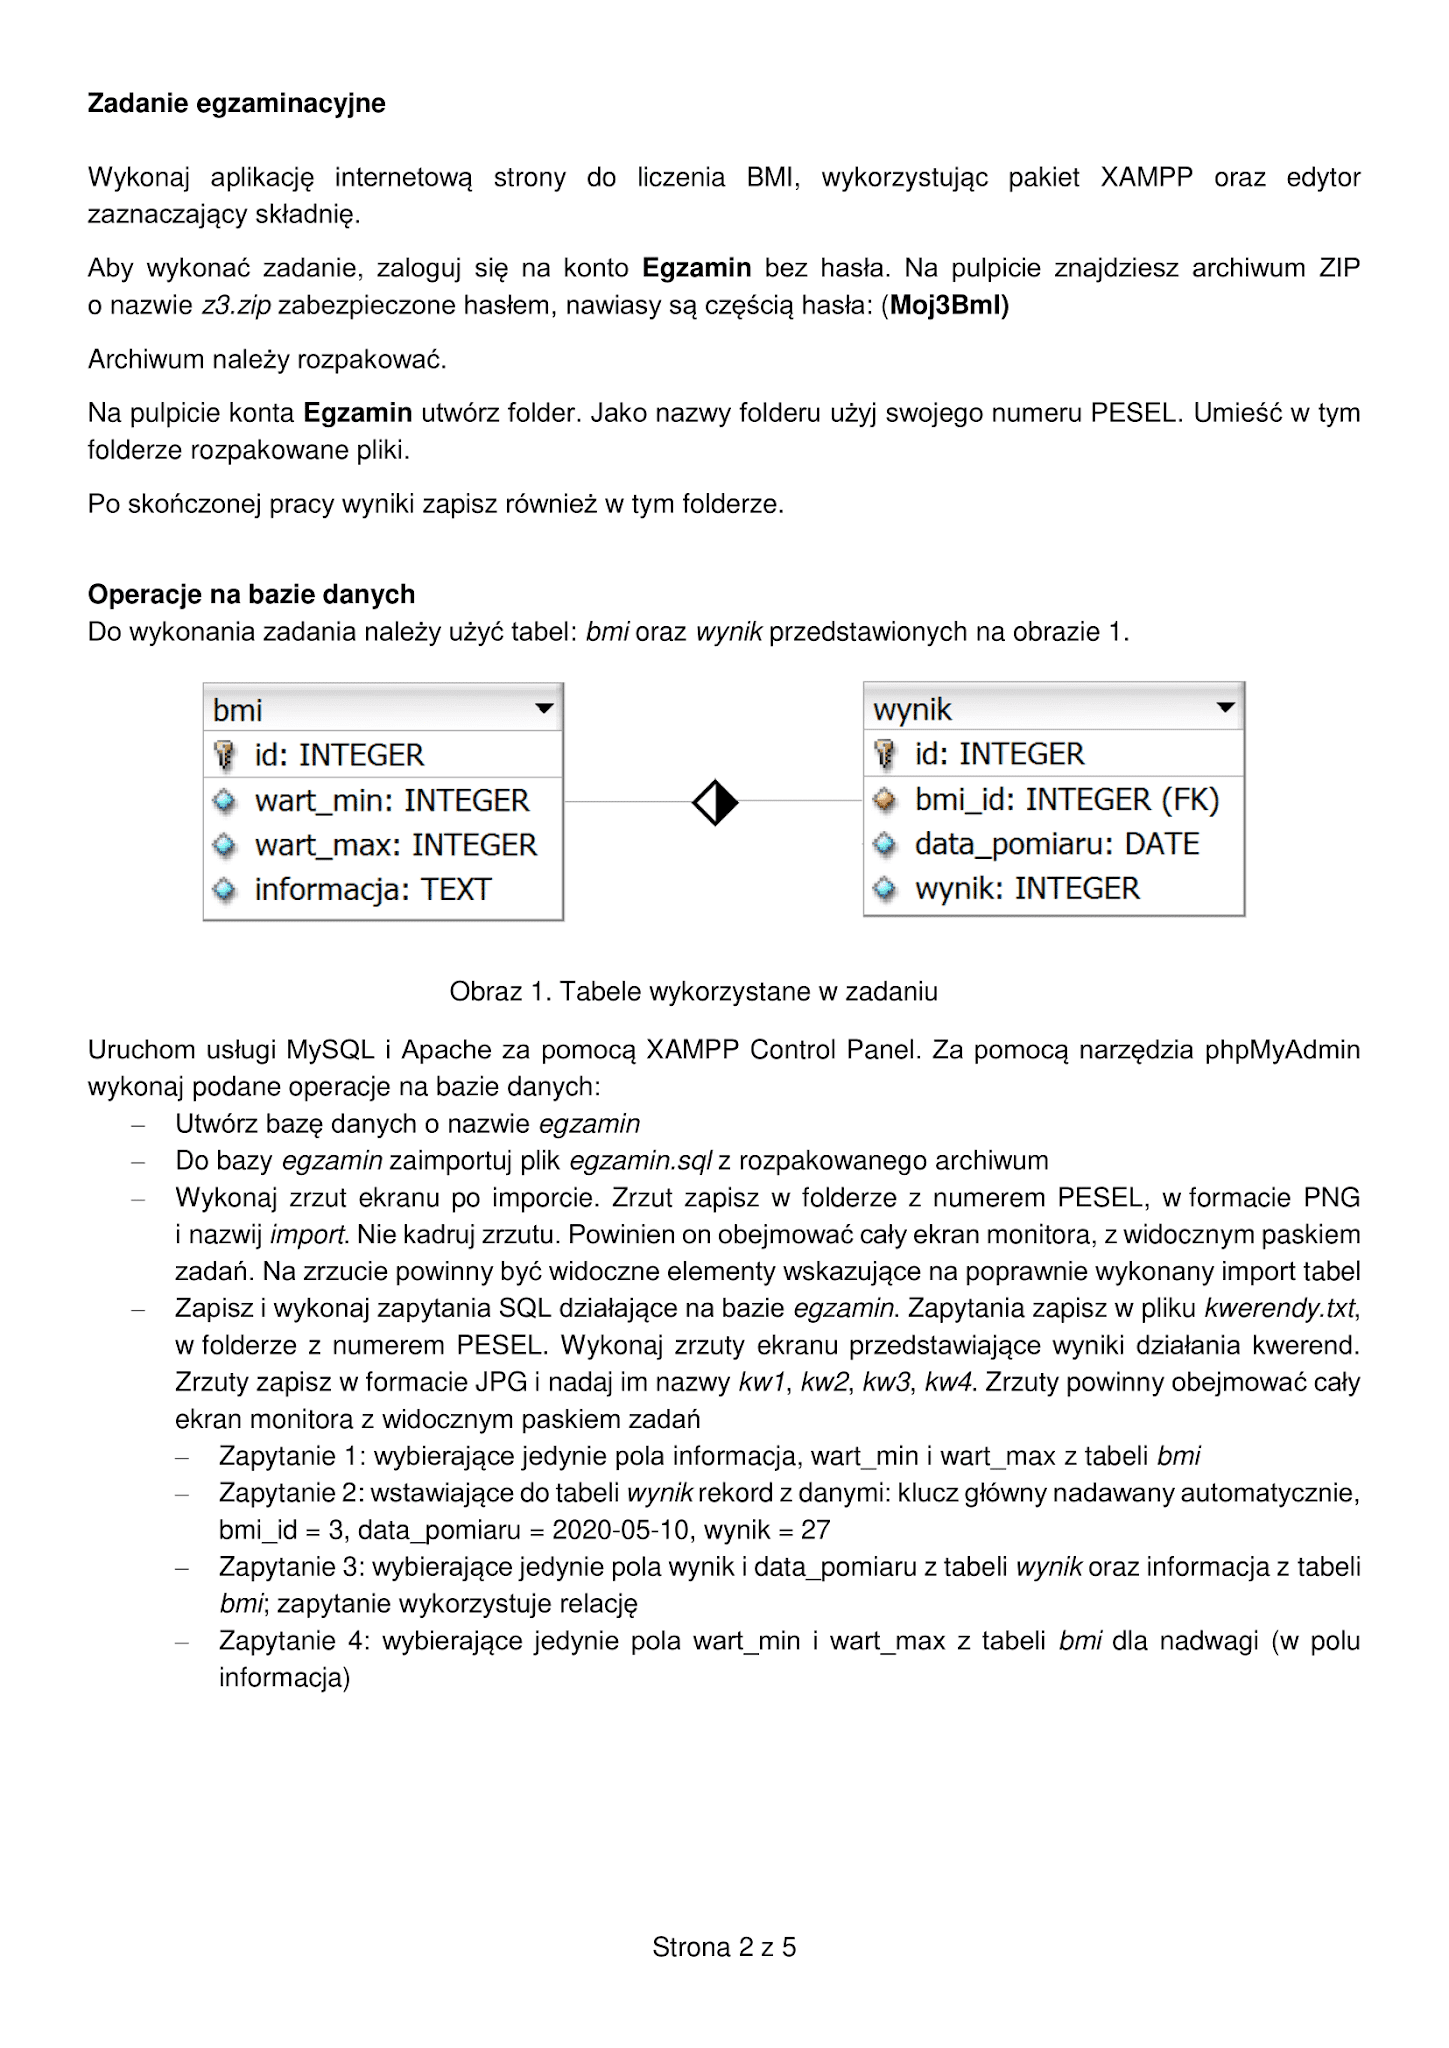 Zadanie egzaminacyjne
Wykonaj aplikację internetową strony do liczenia BMI, wykorzystując pakiet XAMPP oraz edytor
zaznaczający składnię.
Aby wykonać zadanie, zaloguj się na konto Egzamin bez hasła. Na pulpicie znajdziesz archiwum ZIP
o nazwie z3.zip zabezpieczone hasłem, nawiasy są częścią hasła: (Moj3BmI)
Archiwum należy rozpakować.
Na pulpicie konta Egzamin utwórz folder. Jako nazwy folderu użyj swojego numeru PESEL. Umieść w tym
folderze rozpakowane pliki.
Po skończonej pracy wyniki zapisz również w tym folderze.
Operacje na bazie danych
Do wykonania zadania należy użyć tabel: bmi oraz wynik przedstawionych na obrazie 1.
bmi
id: INTEGER
wart_min: INTEGER
wart_max: INTEGER
informacja: TEXT
wynik
id: INTEGER
bmi_id: INTEGER (FK)
data_pomiaru: DATE
wynik: INTEGER
Obraz 1. Tabele wykorzystane w zadaniu
Uruchom usługi MySQL i Apache za pomocą XAMPP Control Panel. Za pomocą narzędzia phpMyAdmin
wykonaj podane operacje na bazie danych:
– Utwórz bazę danych o nazwie egzamin
– Do bazy egzamin zaimportuj plik egzamin.sql z rozpakowanego archiwum
– Wykonaj zrzut ekranu po imporcie. Zrzut zapisz w folderze z numerem PESEL, w formacie PNG
i nazwij import. Nie kadruj zrzutu. Powinien on obejmować cały ekran monitora, z widocznym paskiem
zadań. Na zrzucie powinny być widoczne elementy wskazujące na poprawnie wykonany import tabel
– Zapisz i wykonaj zapytania SQL działające na bazie egzamin. Zapytania zapisz w pliku kwerendy.txt,
w folderze z numerem PESEL. Wykonaj zrzuty ekranu przedstawiające wyniki działania kwerend.
Zrzuty zapisz w formacie JPG i nadaj im nazwy kw1, kw2, kw3, kw4. Zrzuty powinny obejmować cały
ekran monitora z widocznym paskiem zadań
– Zapytanie 1: wybierające jedynie pola informacja, wart_min i wart_max z tabeli bmi
– Zapytanie 2: wstawiające do tabeli wynik rekord z danymi: klucz główny nadawany automatycznie,
bmi_id = 3, data_pomiaru = 2020-05-10, wynik = 27
– Zapytanie 3: wybierające jedynie pola wynik i data_pomiaru z tabeli wynik oraz informacja z tabeli
bmi; zapytanie wykorzystuje relację
– Zapytanie 4: wybierające jedynie pola wart_min i wart_max z tabeli bmi dla nadwagi (w polu
informacja)
Strona 2 z 5